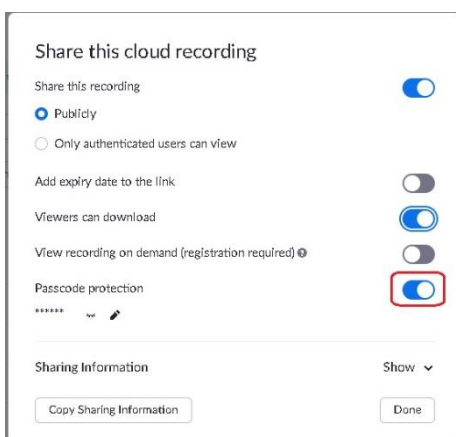 Share this cloud recording
Share this recording
Publicly
Only authenticated users can view
Add expiry date to the link
Viewers can download
View recording on demand (registration required)
Passcode protection
******
Sharing Information Show
Copy Sharing Information Done